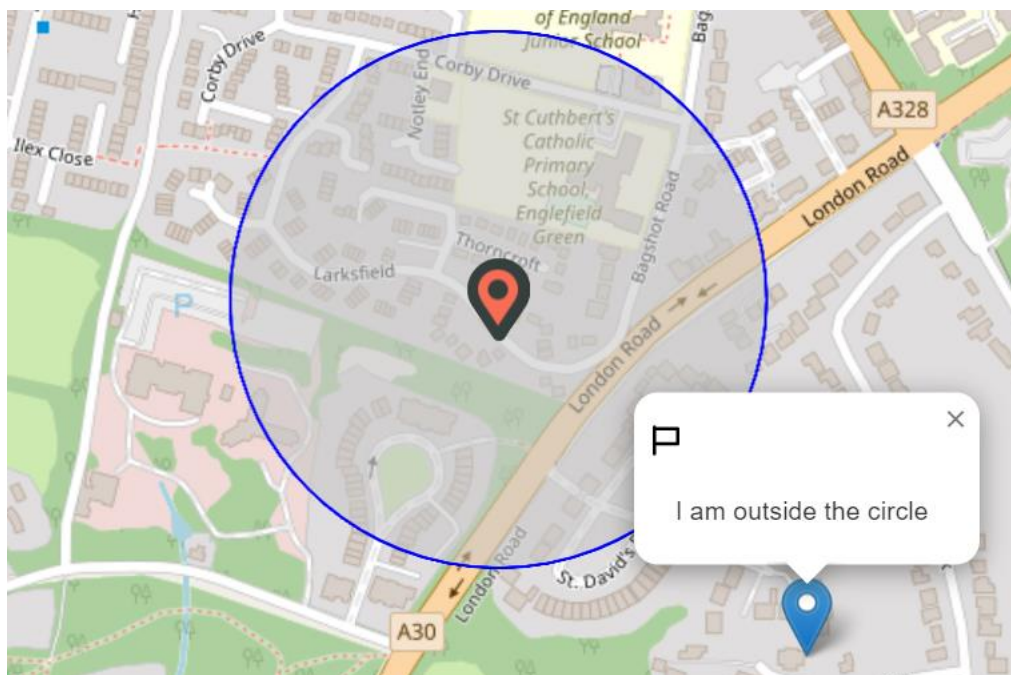 of England
Junior School
Corby Drive
Corby Drive
Notley End
St Cuthbert's
Catholic
Primary
School,
Englefield
Green
Bagshot Road
A328
London Road
Ilex Close
Thorncroft
Larksfield
P
London Road
I am outside the circle
London Road
St. David's
A30